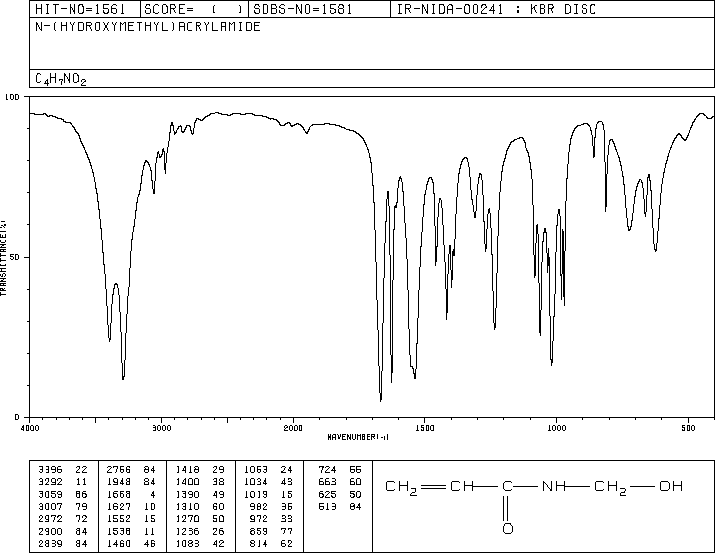 HIT-NO=1561 SCORE= ( ) SDBS-NO=1581 IR-NIDA-00241 : KBR DISC
N-(HYDROXYMETHYL)ACRYLAMIDE
C4H7NO2
100
50
0
TRANSMITTANCE(%)
4000 3000 2000 1500 1000 500
WAVENUMBER(-1)
3396 22 2766 84 1418 29 1063 24 724 55
3292 11 1948 84 1400 38 1034 43 663 60
3059 66 1668 4 1390 49 1019 15 625 50
3007 79 1627 10 1310 60 982 36 513 84
2972 72 1552 15 1270 50 972 33
2900 84 1538 11 1236 26 859 77
2839 84 1460 46 1083 42 814 62
CH2 CH C NH CH2 OH
O